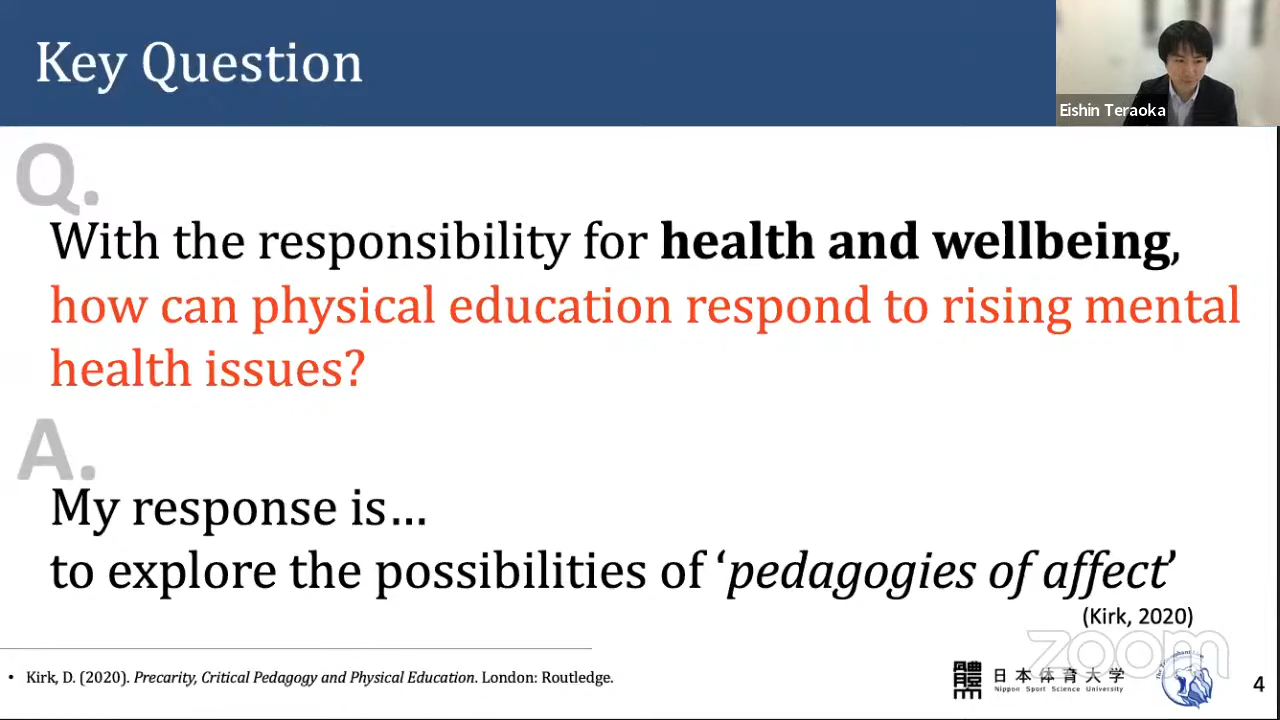 Key Question
Eishin Teraoka
Q.
With the responsibility for health and wellbeing,
how can physical education respond to rising mental
health issues?
A.
My response is...
to explore the possibilities of ‘pedagogies of affect’
(Kirk, 2020)
zoom
• Kirk, D. (2020). Precarity, Critical Pedagogy and Physical Education. London: Routledge.
日本体育大学
Nippon Sport Science University
4